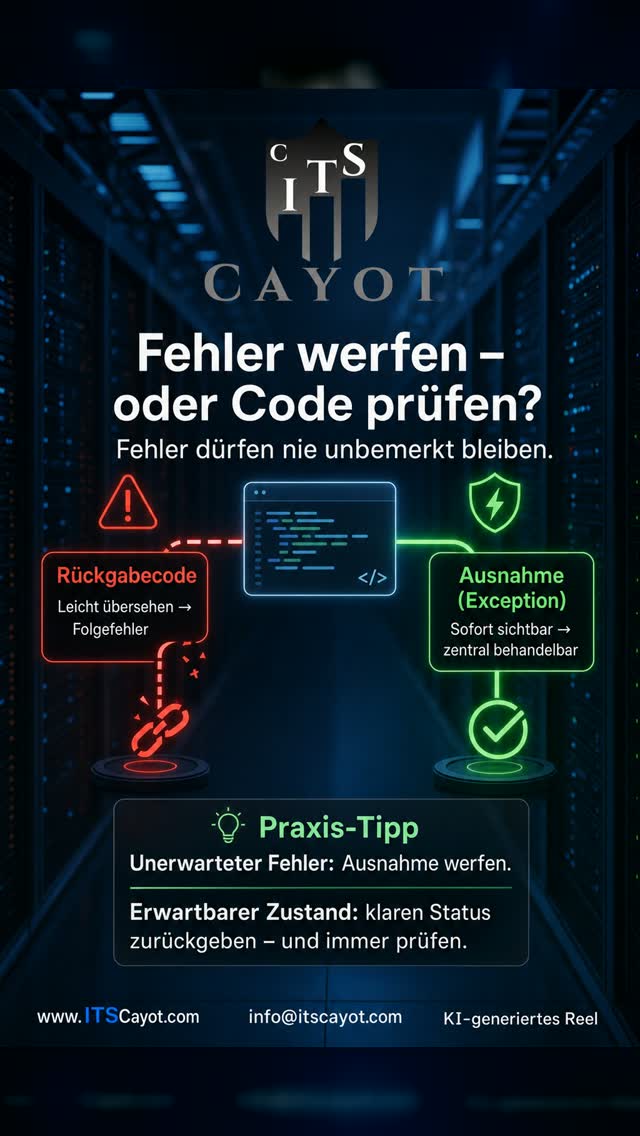 C ITS
CAYOT
Fehler werfen –
oder Code prüfen?
Fehler dürfen nie unbemerkt bleiben.
</>
Rückgabecode
Leicht übersehen →
Folgefehler
Ausnahme
(Exception)
Sofort sichtbar →
zentral behandelbar
Praxis-Tipp
Unerwarteter Fehler: Ausnahme werfen.
Erwartbarer Zustand: klaren Status
zurückgeben – und immer prüfen.
www.ITSCayot.com
info@itscayot.com
KI-generiertes Reel